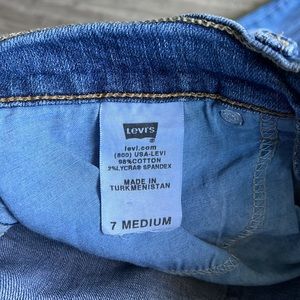 Levi's
levi.com
(800) USA-LEVI
98%COTTON
2%LYCRA® SPANDEX
MADE IN
TURKMENISTAN
7 MEDIUM